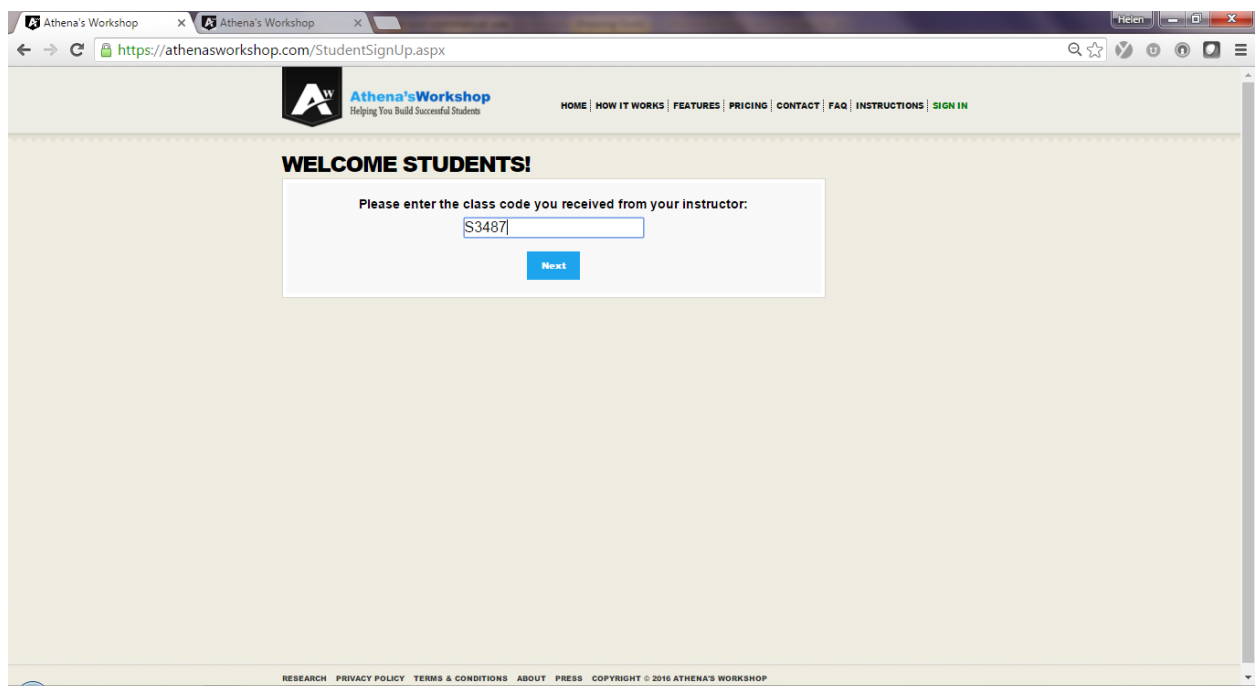 Athena's Workshop
Athena's Workshop
Helen
https://athenasworkshop.com/StudentSignUp.aspx
AW
Athena'sWorkshop
Helping You Build Successful Students
HOME HOW IT WORKS FEATURES PRICING CONTACT FAQ INSTRUCTIONS SIGN IN
WELCOME STUDENTS!
Please enter the class code you received from your instructor:
S3487
Next
RESEARCH PRIVACY POLICY TERMS & CONDITIONS ABOUT PRESS COPYRIGHT © 2016 ATHENA'S WORKSHOP